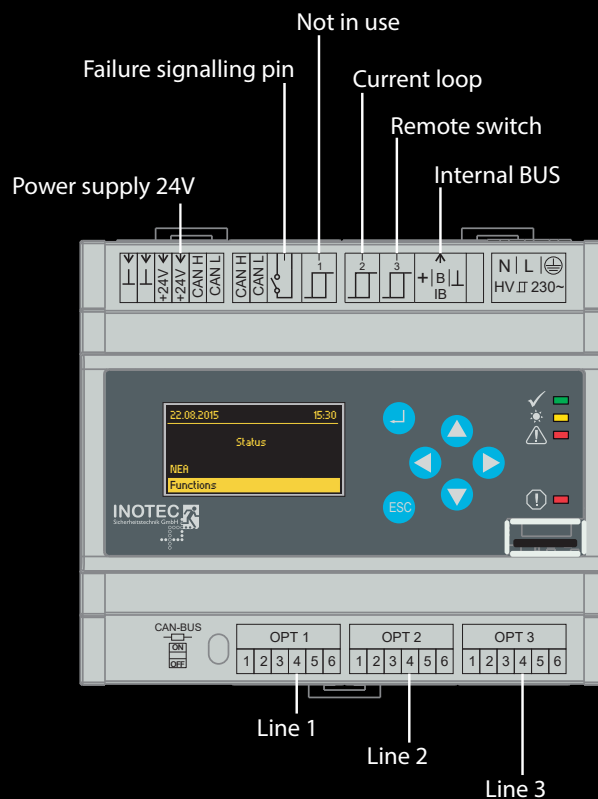 Not in use
Failure signalling pin
Current loop
Remote switch
Power supply 24V
Internal BUS
+24V
+24V
CAN H
CAN L
CAN H
CAN L
1
2
3
+ | B | ⊥
IB
N | L |
HV 230~
22.08.2015 15:30
Status
NEA
Functions
ESC
INOTEC
Sicherheitstechnik GmbH
CAN-BUS
ON
OFF
OPT 1
1 2 3 4 5 6
OPT 2
1 2 3 4 5 6
OPT 3
1 2 3 4 5 6
Line 1
Line 2
Line 3